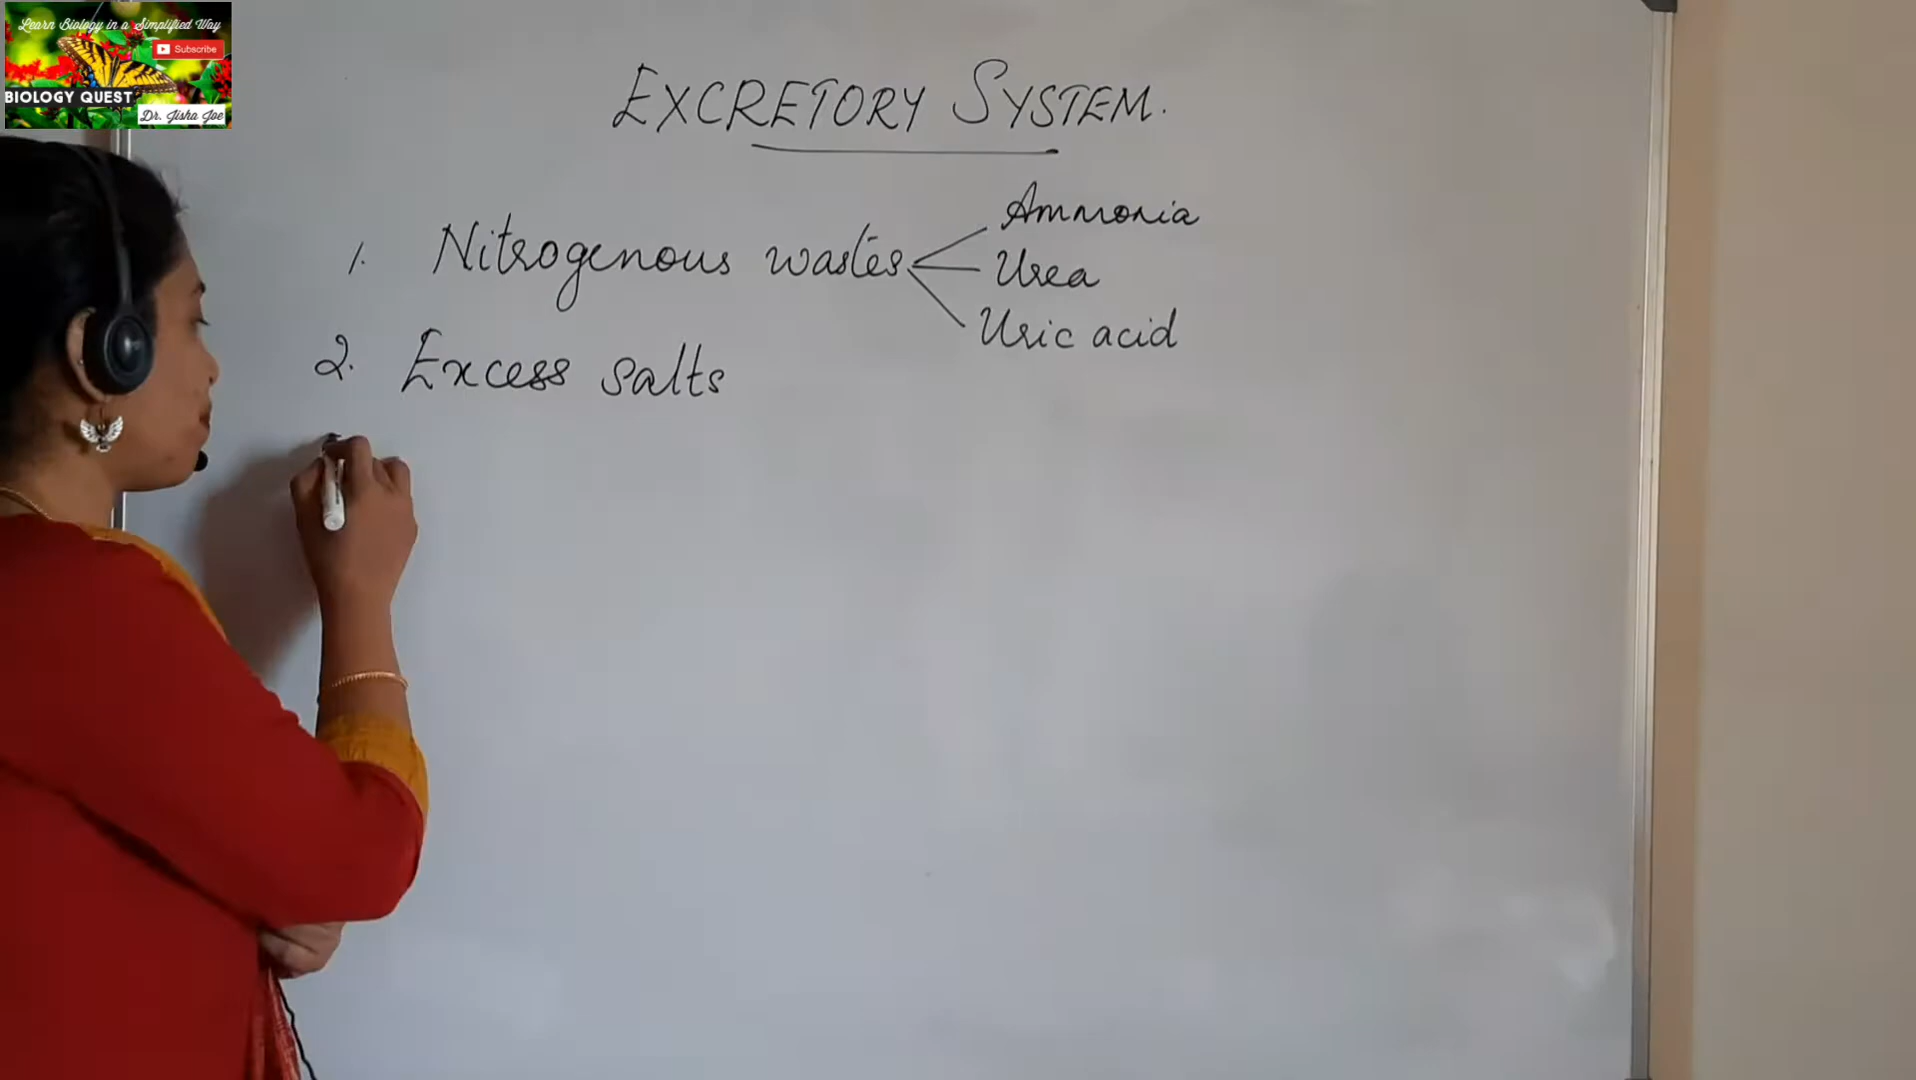 Learn Biology in a Simplified Way
Subscribe
BIOLOGY QUEST
Dr. Jisha Joe
EXCRETORY SYSTEM.
1. Nitrogenous wastes
Ammonia
Urea
Uric acid
2. Excess salts